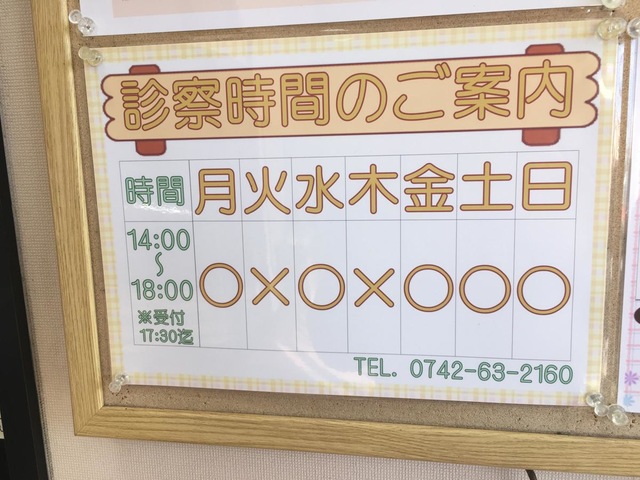 診察時間のご案内
時間 月 火 水 木 金 土 日
14:00
〜
18:00
※受付
17:30迄
○ × ○ × ○ ○ ○
TEL. 0742-63-2160